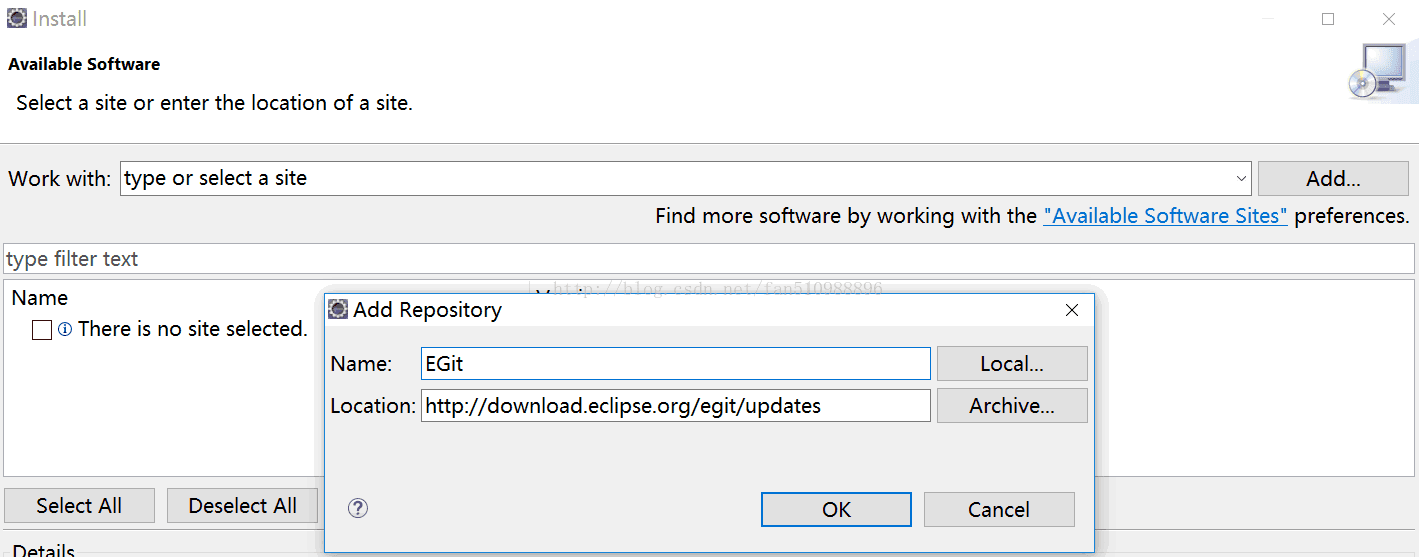 Install
Available Software
Select a site or enter the location of a site.
Work with: type or select a site Add...
Find more software by working with the "Available Software Sites" preferences.
type filter text
Name
http://blog.csdn.net/fan510988896
There is no site selected.
Add Repository
Name: EGit Local...
Location: http://download.eclipse.org/egit/updates Archive...
Select All Deselect All
? OK Cancel
Details